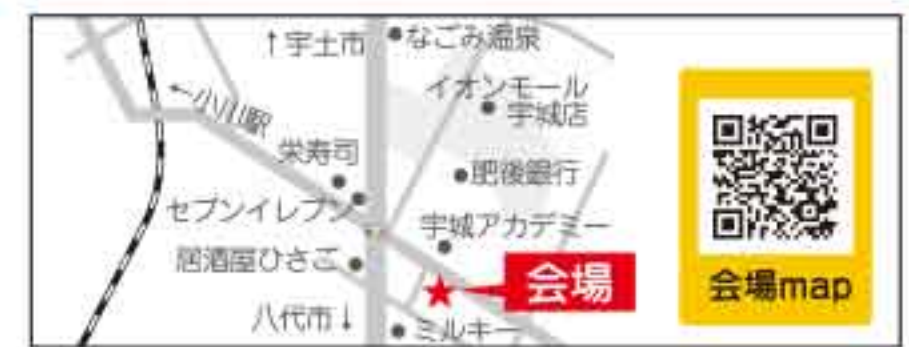 ↑宇土市
なごみ温泉
イオンモール
宇城店
←小川駅
栄寿司
肥後銀行
セブンイレブン
宇城アカデミー
居酒屋ひさご
会場
八代市↓
ミルキー
会場map